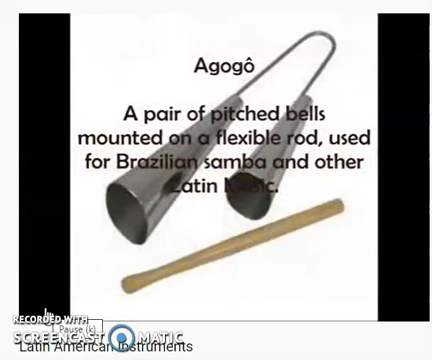 Agogô
A pair of pitched bells
mounted on a flexible rod, used
for Brazilian samba and other
Latin Music.
RECORDED WITH
Pause (k)
SCREENCAST MATIC
Latin American Instruments